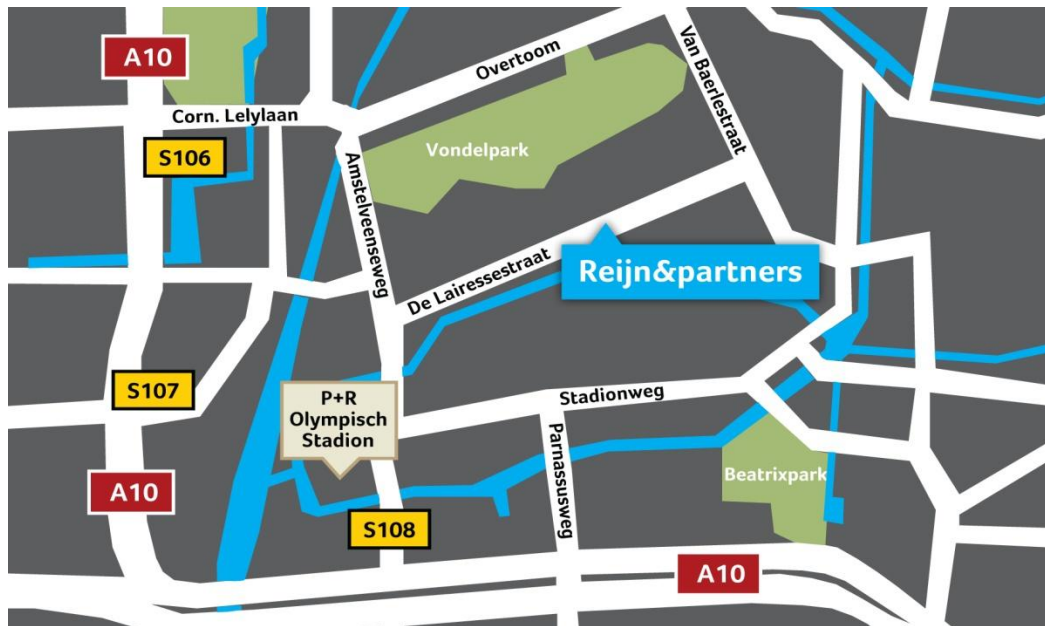 A10
Overtoom
Van Baerlestraat
Corn. Lelylaan
S106
Vondelpark
Amstelveenseweg
De Lairessestraat
Reijn&partners
S107
P+R
Olympisch
Stadion
Stadionweg
Parnassusweg
Beatrixpark
A10
S108
A10